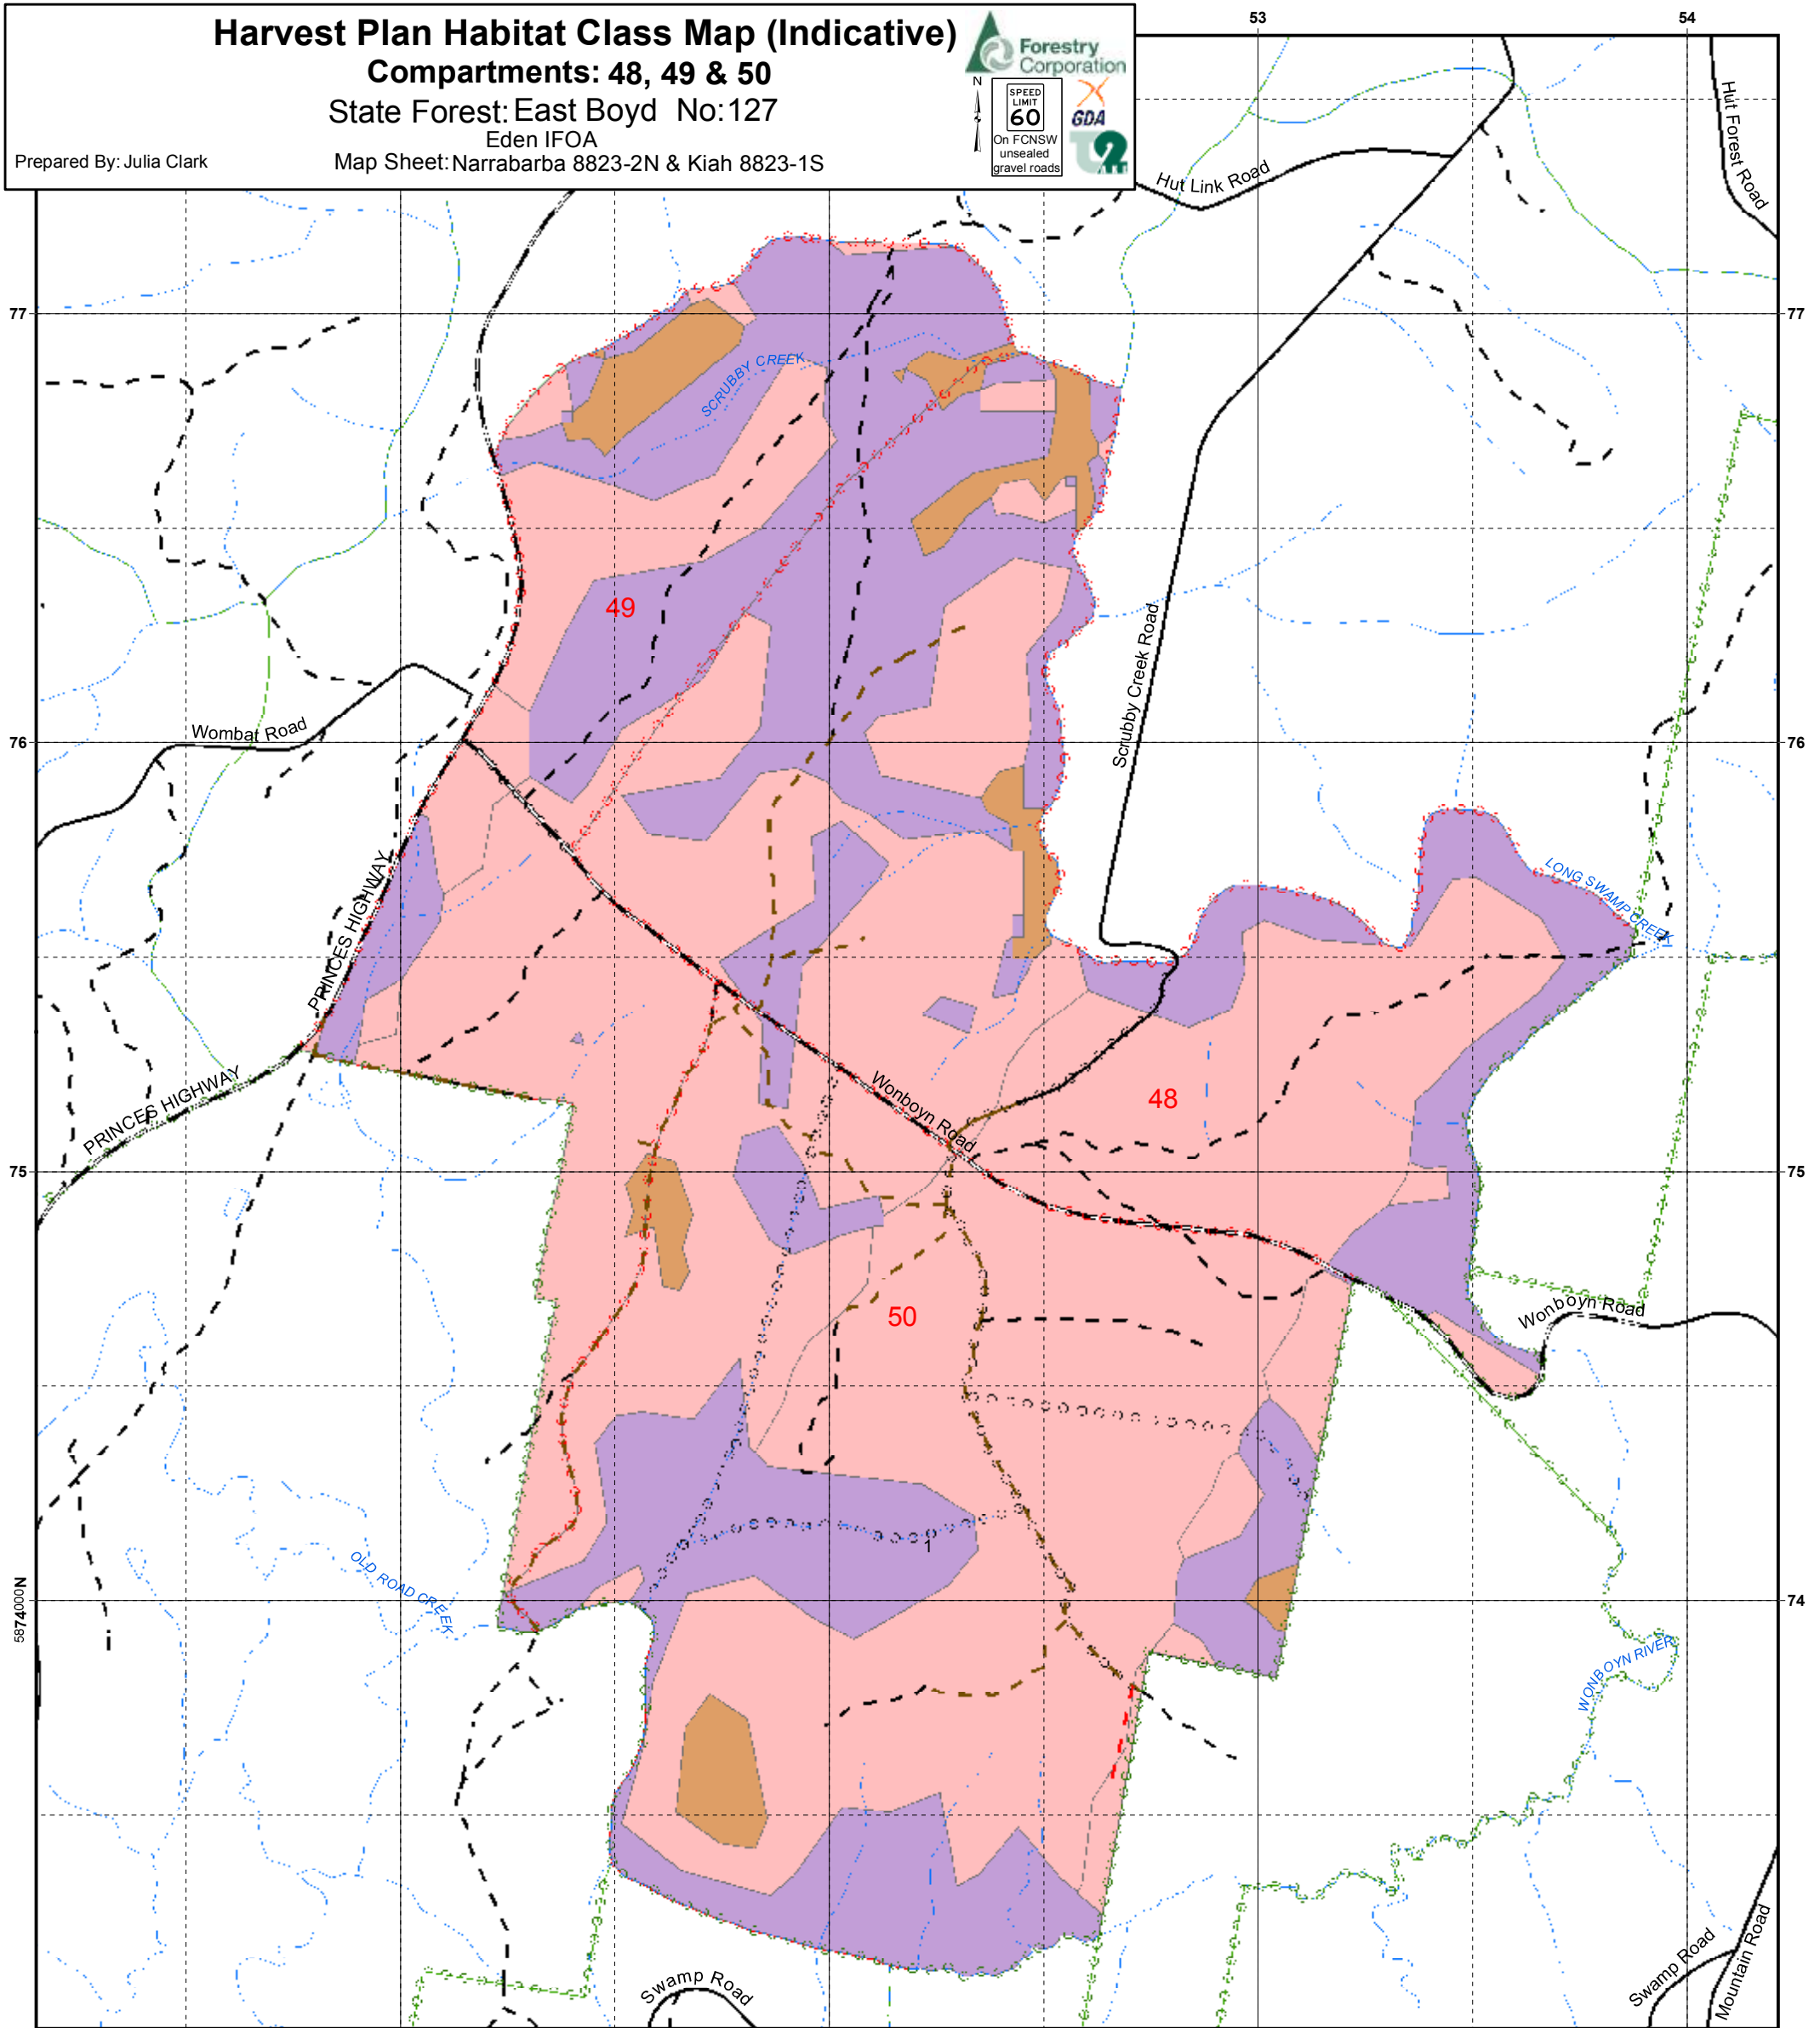 Harvest Plan Habitat Class Map (Indicative)
Compartments: 48, 49 & 50
State Forest: East Boyd No:127
Eden IFOA
Prepared By: Julia Clark
Map Sheet: Narrabarba 8823-2N & Kiah 8823-1S
Forestry
Corporation
N
SPEED
LIMIT
60
On FCNSW
unsealed
gravel roads
GDA
53
54
Hut Forest Road
Hut Link Road
77
77
SCRUBBY CREEK
49
Scrubby Creek Road
Wombat Road
76
76
PRINCES HIGHWAY
LONG SWAMP CREEK
PRINCES HIGHWAY
Wonboyn Road
48
75
75
50
Wonboyn Road
1
OLD ROAD CREEK
5874000N
74
WONBOYN RIVER
Swamp Road
Swamp Road
Mountain Road